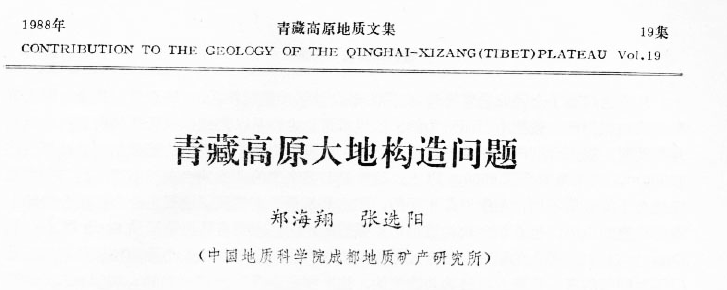 1988年 青藏高原地质文集 19集
CONTRIBUTION TO THE GEOLOGY OF THE QINGHAI-XIZANG(TIBET)PLATEAU Vol.19
青藏高原大地构造问题
郑海翔 张选阳
(中国地质科学院成都地质矿产研究所)